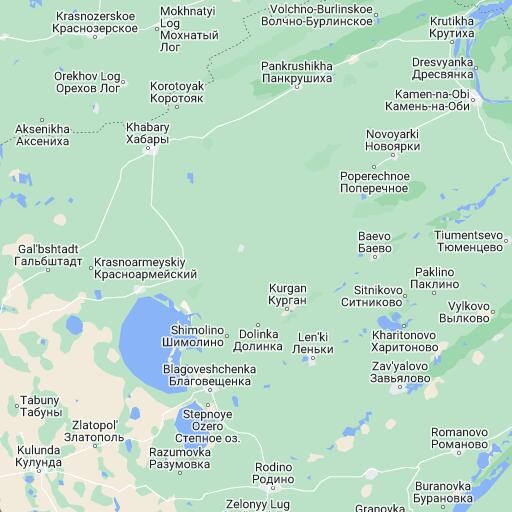 Mokhnatyi
Log
Мохнатый
Лог
Volchno-Burlinskoe
Волчно-Бурлинское
Krasnozerskoe
Краснозерское
Krutikha
Крутиха
Pankrushikha
Панкрушиха
Dresvyanka
Дресвянка
Orekhov Log
Орехов Лог
Korotoyak
Коротояк
Kamen-na-Obi
Камень-на-Оби
Aksenikha
Аксениха
Khabary
Хабары
Novoyarki
Новоярки
Poperechnoe
Поперечное
Baevo
Баево
Tiumentsevo
Тюменцево
Gal'bshtadt
Гальбштадт
Krasnoarmeyskiy
Красноармейский
Paklino
Паклино
Kurgan
Курган
Sitnikovo
Ситниково
Vylkovo
Вылково
Shimolino
Шимолино
Dolinka
Долинка
Len'ki
Леньки
Kharitonovo
Харитоново
Zav'yalovo
Завьялово
Blagoveshchenka
Благовещенка
Tabuny
Табуны
Stepnoye
Ozero
Степное оз.
Zlatopol'
Златополь
Romanovo
Романово
Kulunda
Кулунда
Razumovka
Разумовка
Rodino
Родино
Buranovka
Бурановка
Zelonyy Lug
Granovka